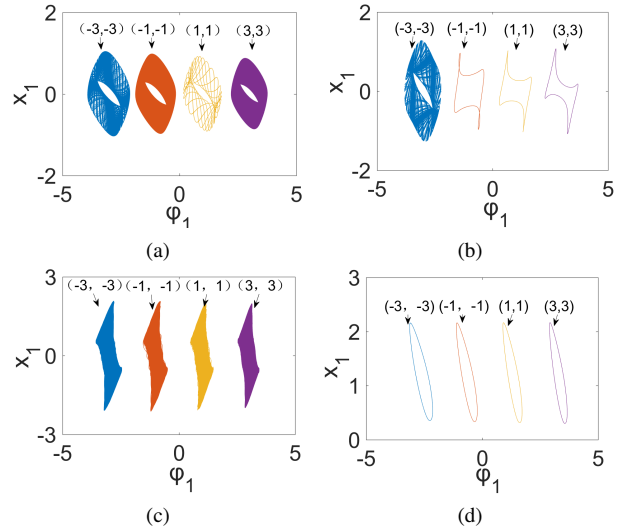 (-3,-3) (-1,-1) (1,1) (3,3)
2
0
-2
x1
-5 0 5
φ1
(a)
(-3,-3) (-1,-1) (1,1) (3,3)
2
0
-2
x1
-5 0 5
φ1
(b)
(-3, -3) (-1, -1) (1, 1) (3, 3)
3
0
-3
x1
-5 0 5
φ1
(c)
(-3, -3) (-1, -1) (1,1) (3,3)
3
2
1
0
x1
-5 0 5
φ1
(d)